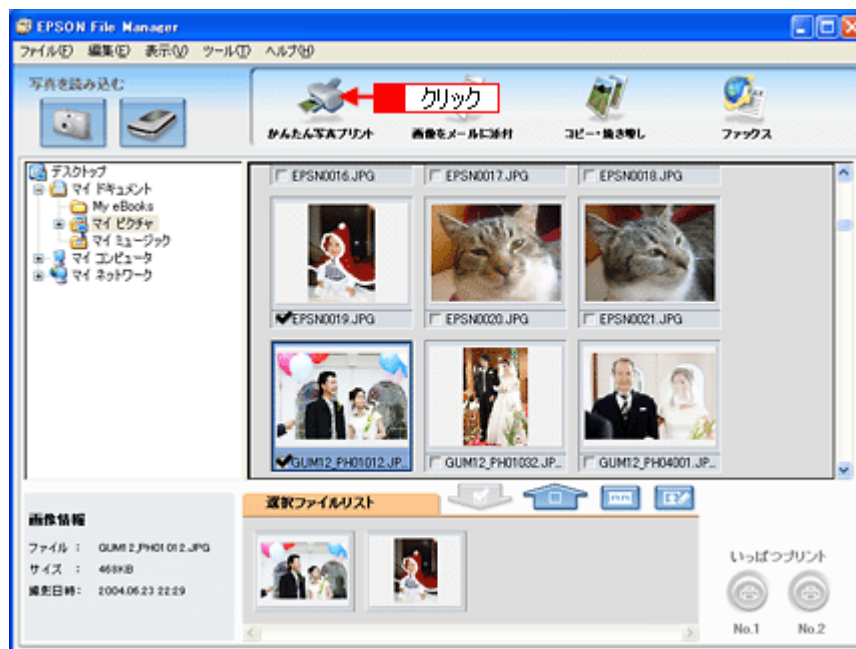 EPSON File Manager
ファイル(F) 編集(E) 表示(V) ツール(T) ヘルプ(H)
写真を読み込む
クリック
かんたん写真プリント 画像をメールに添付 コピー・焼き増し ファックス
デスクトップ
マイ ドキュメント
My eBooks
マイ ピクチャ
マイ ミュージック
マイ コンピュータ
マイ ネットワーク
EPSN0016.JPG EPSN0017.JPG EPSN0018.JPG
EPSN0019.JPG EPSN0020.JPG EPSN0021.JPG
GUM12_PH01012.JP... GUM12_PH01032.JP... GUM12_PH04001.JP...
選択ファイルリスト
画像情報
ファイル : GUM12_PH01012.JPG
サイズ : 468KB
撮影日時: 2004.06.23 22:29
いっぱつプリント
No.1 No.2